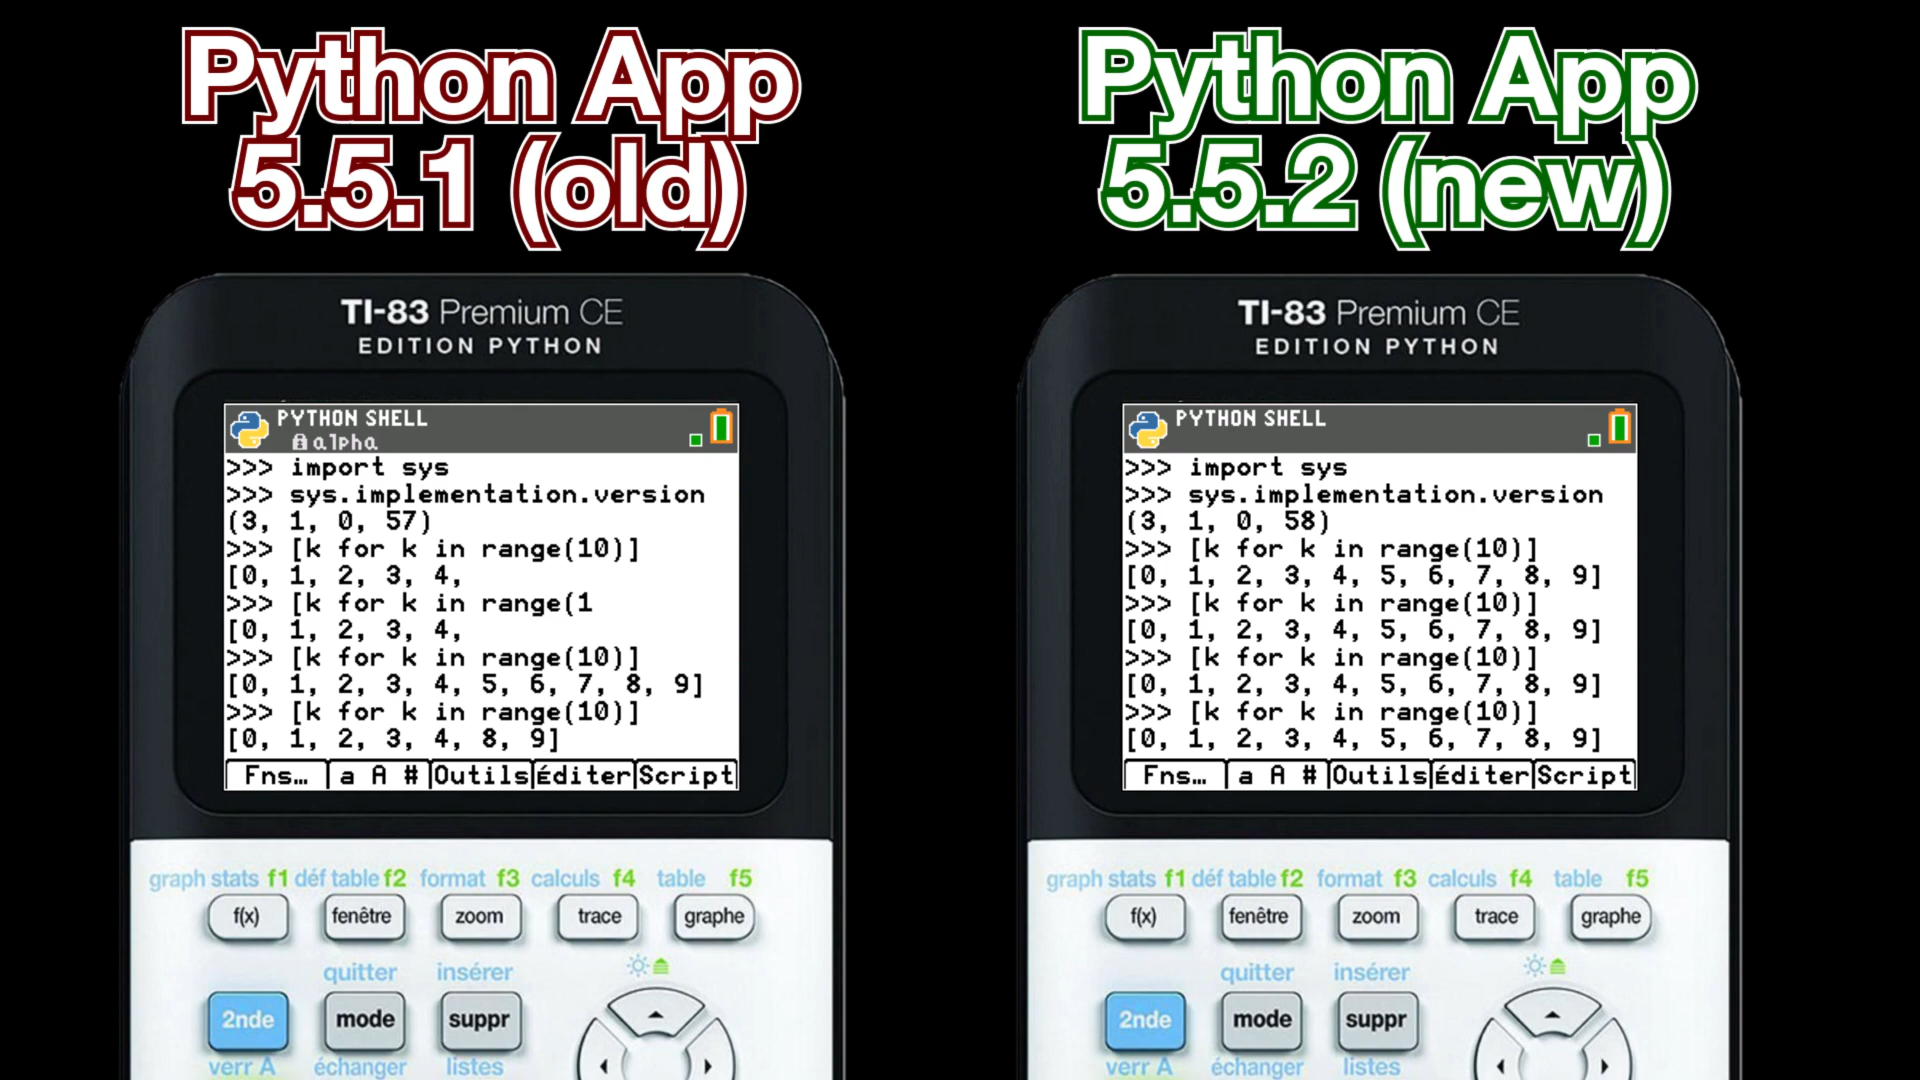 Python App
5.5.1 (old)
TI-83 Premium CE
EDITION PYTHON
PYTHON SHELL
alpha
>>> import sys
>>> sys.implementation.version
(3, 1, 0, 57)
>>> [k for k in range(10)]
[0, 1, 2, 3, 4,
>>> [k for k in range(1
[0, 1, 2, 3, 4,
>>> [k for k in range(10)]
[0, 1, 2, 3, 4, 5, 6, 7, 8, 9]
>>> [k for k in range(10)]
[0, 1, 2, 3, 4, 8, 9]
Fns… a A # Outils Éditer Script
graph stats f1 déf table f2 format f3 calculs f4 table f5
f(x) fenêtre zoom trace graphe
quitter insérer
2nde mode suppr
verr A échanger listes
Python App
5.5.2 (new)
TI-83 Premium CE
EDITION PYTHON
PYTHON SHELL
>>> import sys
>>> sys.implementation.version
(3, 1, 0, 58)
>>> [k for k in range(10)]
[0, 1, 2, 3, 4, 5, 6, 7, 8, 9]
>>> [k for k in range(10)]
[0, 1, 2, 3, 4, 5, 6, 7, 8, 9]
>>> [k for k in range(10)]
[0, 1, 2, 3, 4, 5, 6, 7, 8, 9]
>>> [k for k in range(10)]
[0, 1, 2, 3, 4, 5, 6, 7, 8, 9]
Fns… a A # Outils Éditer Script
graph stats f1 déf table f2 format f3 calculs f4 table f5
f(x) fenêtre zoom trace graphe
quitter insérer
2nde mode suppr
verr A échanger listes